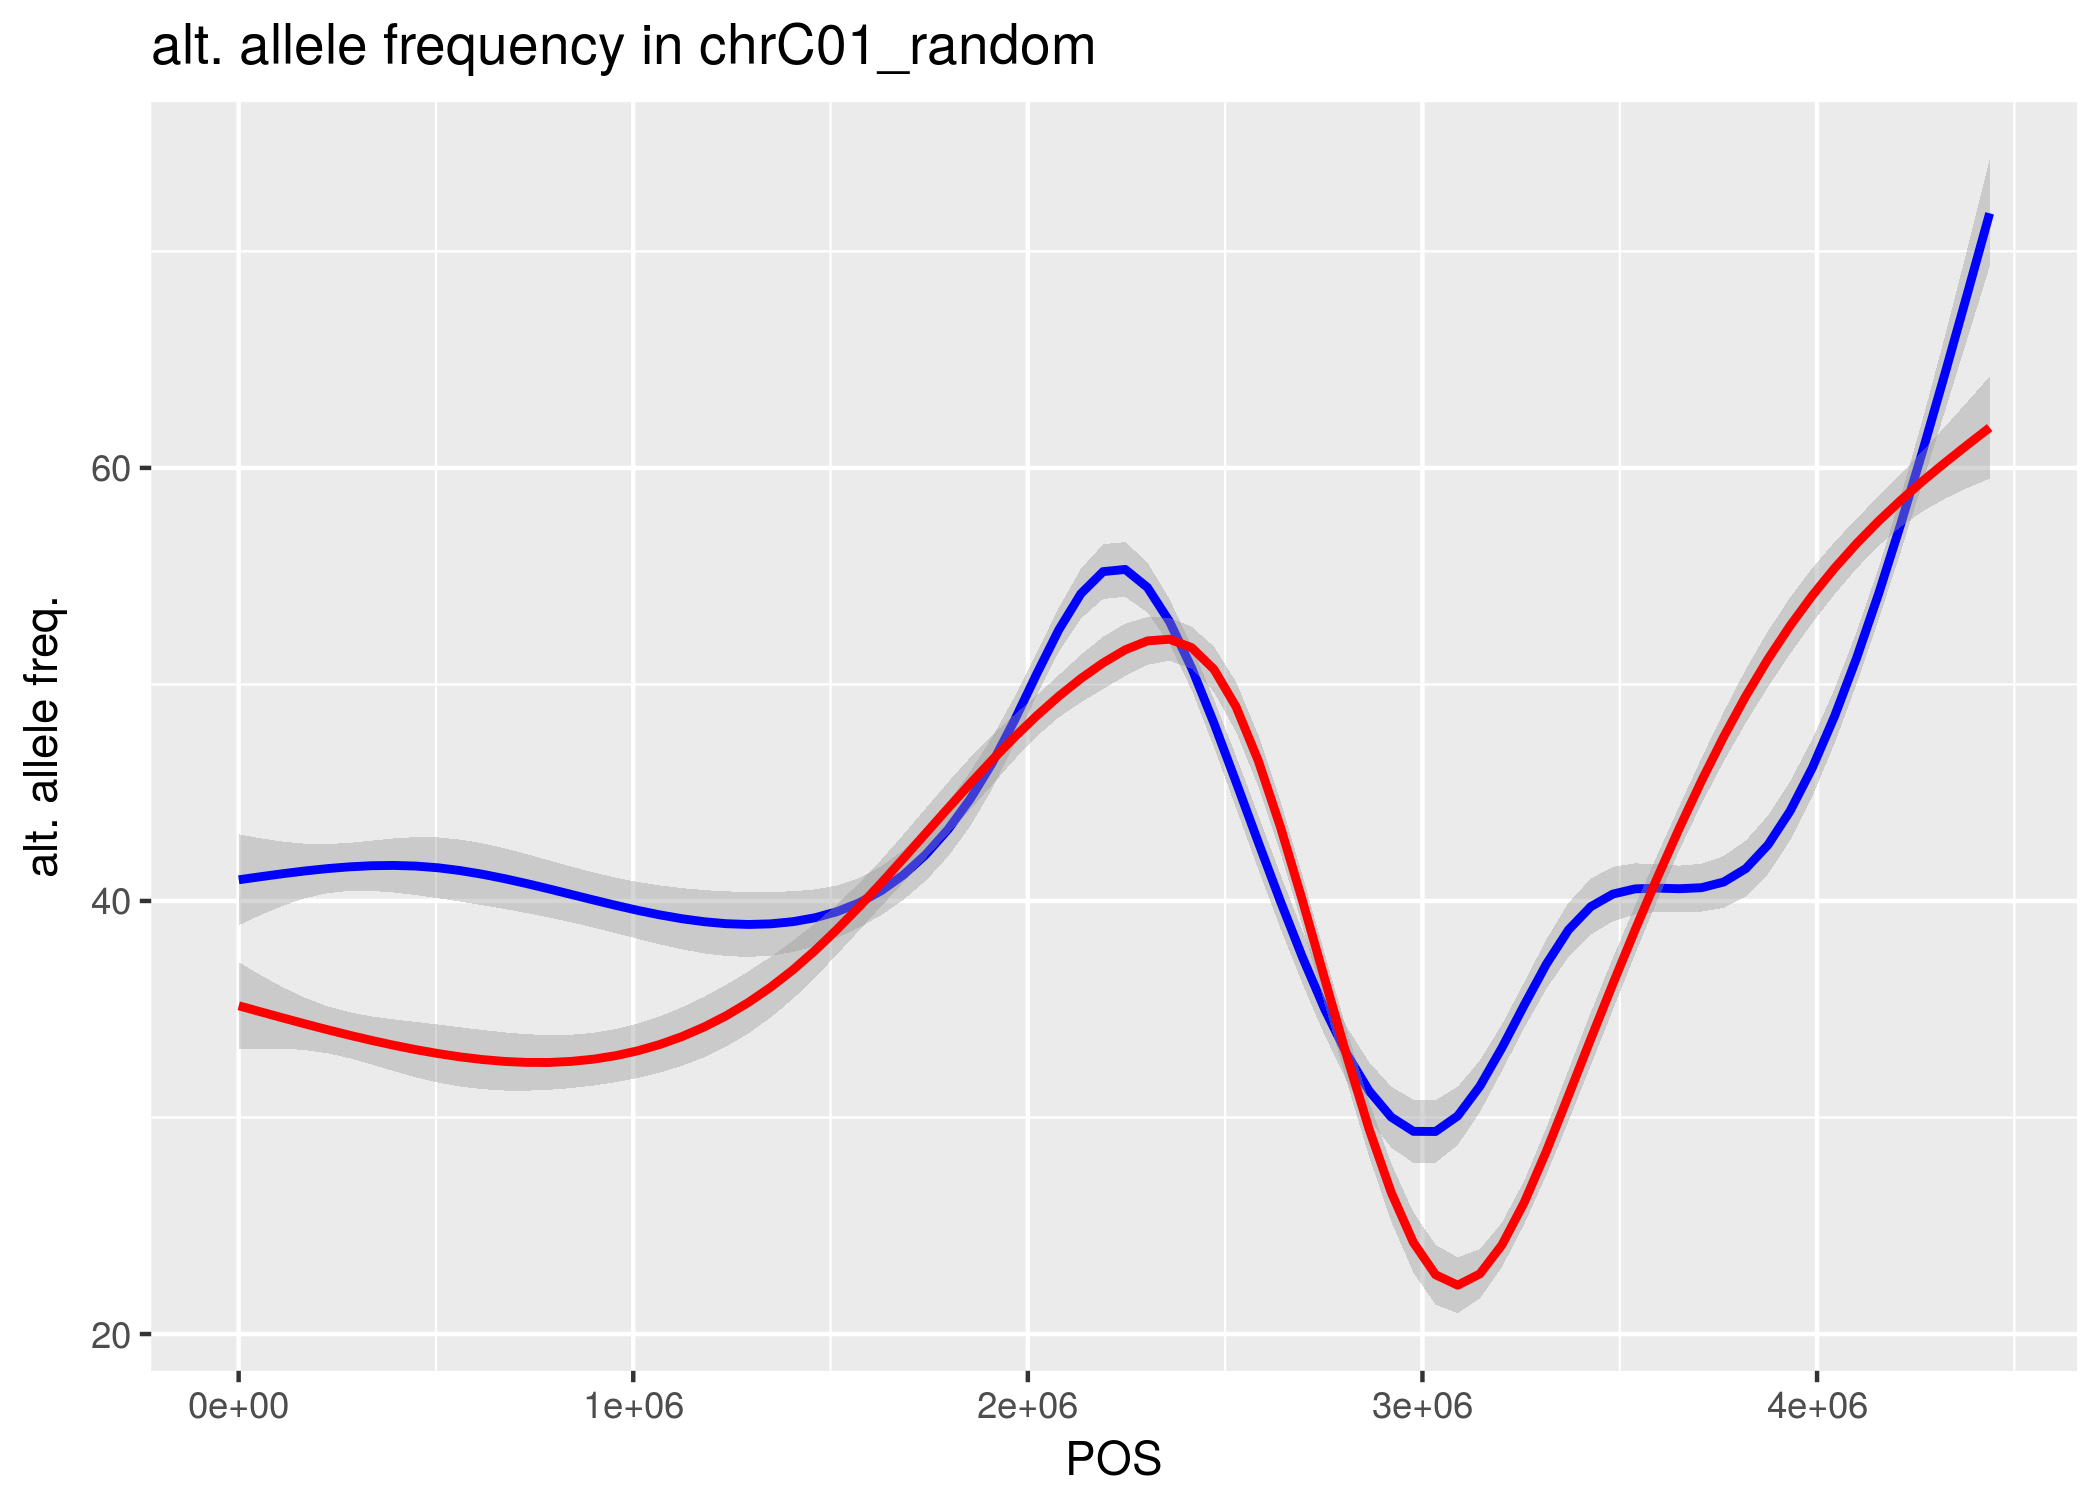 alt. allele frequency in chrC01_random
alt. allele freq.
60
40
20
0e+00 1e+06 2e+06 3e+06 4e+06
POS